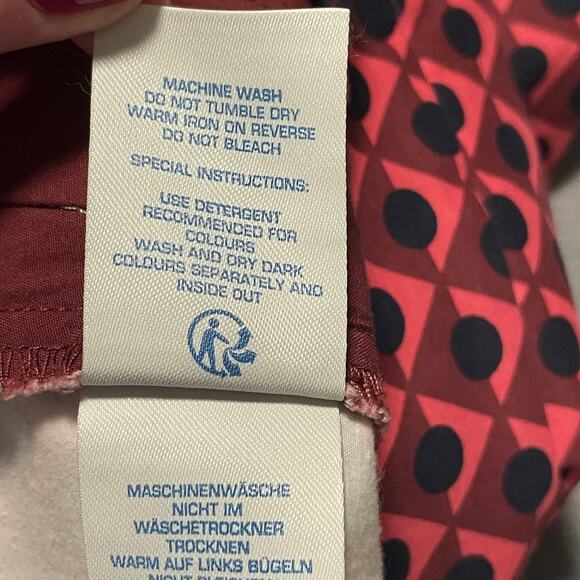 MACHINE WASH
DO NOT TUMBLE DRY
WARM IRON ON REVERSE
DO NOT BLEACH
SPECIAL INSTRUCTIONS:
USE DETERGENT
RECOMMENDED FOR
COLOURS
WASH AND DRY DARK
COLOURS SEPARATELY AND
INSIDE OUT
MASCHINENWÄSCHE
NICHT IM
WÄSCHETROCKNER
TROCKNEN
WARM AUF LINKS BÜGELN
NICHT BLEICHEN